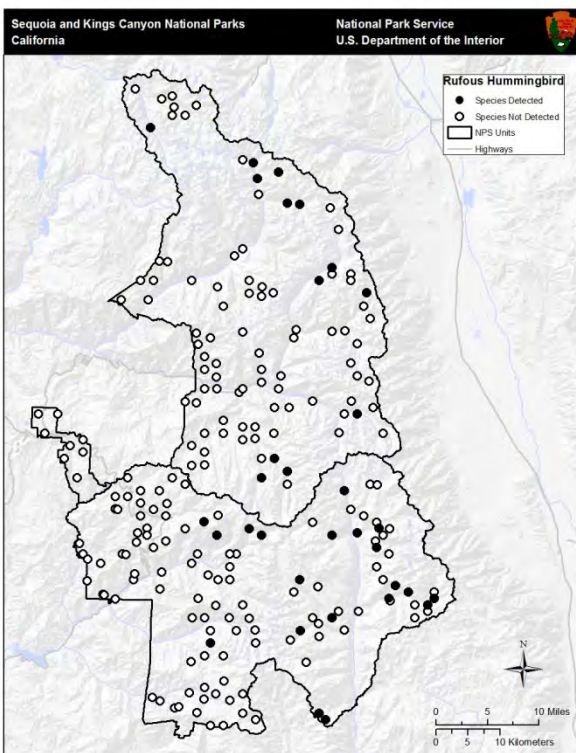 Sequoia and Kings Canyon National Parks
California
National Park Service
U.S. Department of the Interior
Rufous Hummingbird
Species Detected
Species Not Detected
NPS Units
Highways
N
0 5 10 Miles
0 5 10 Kilometers